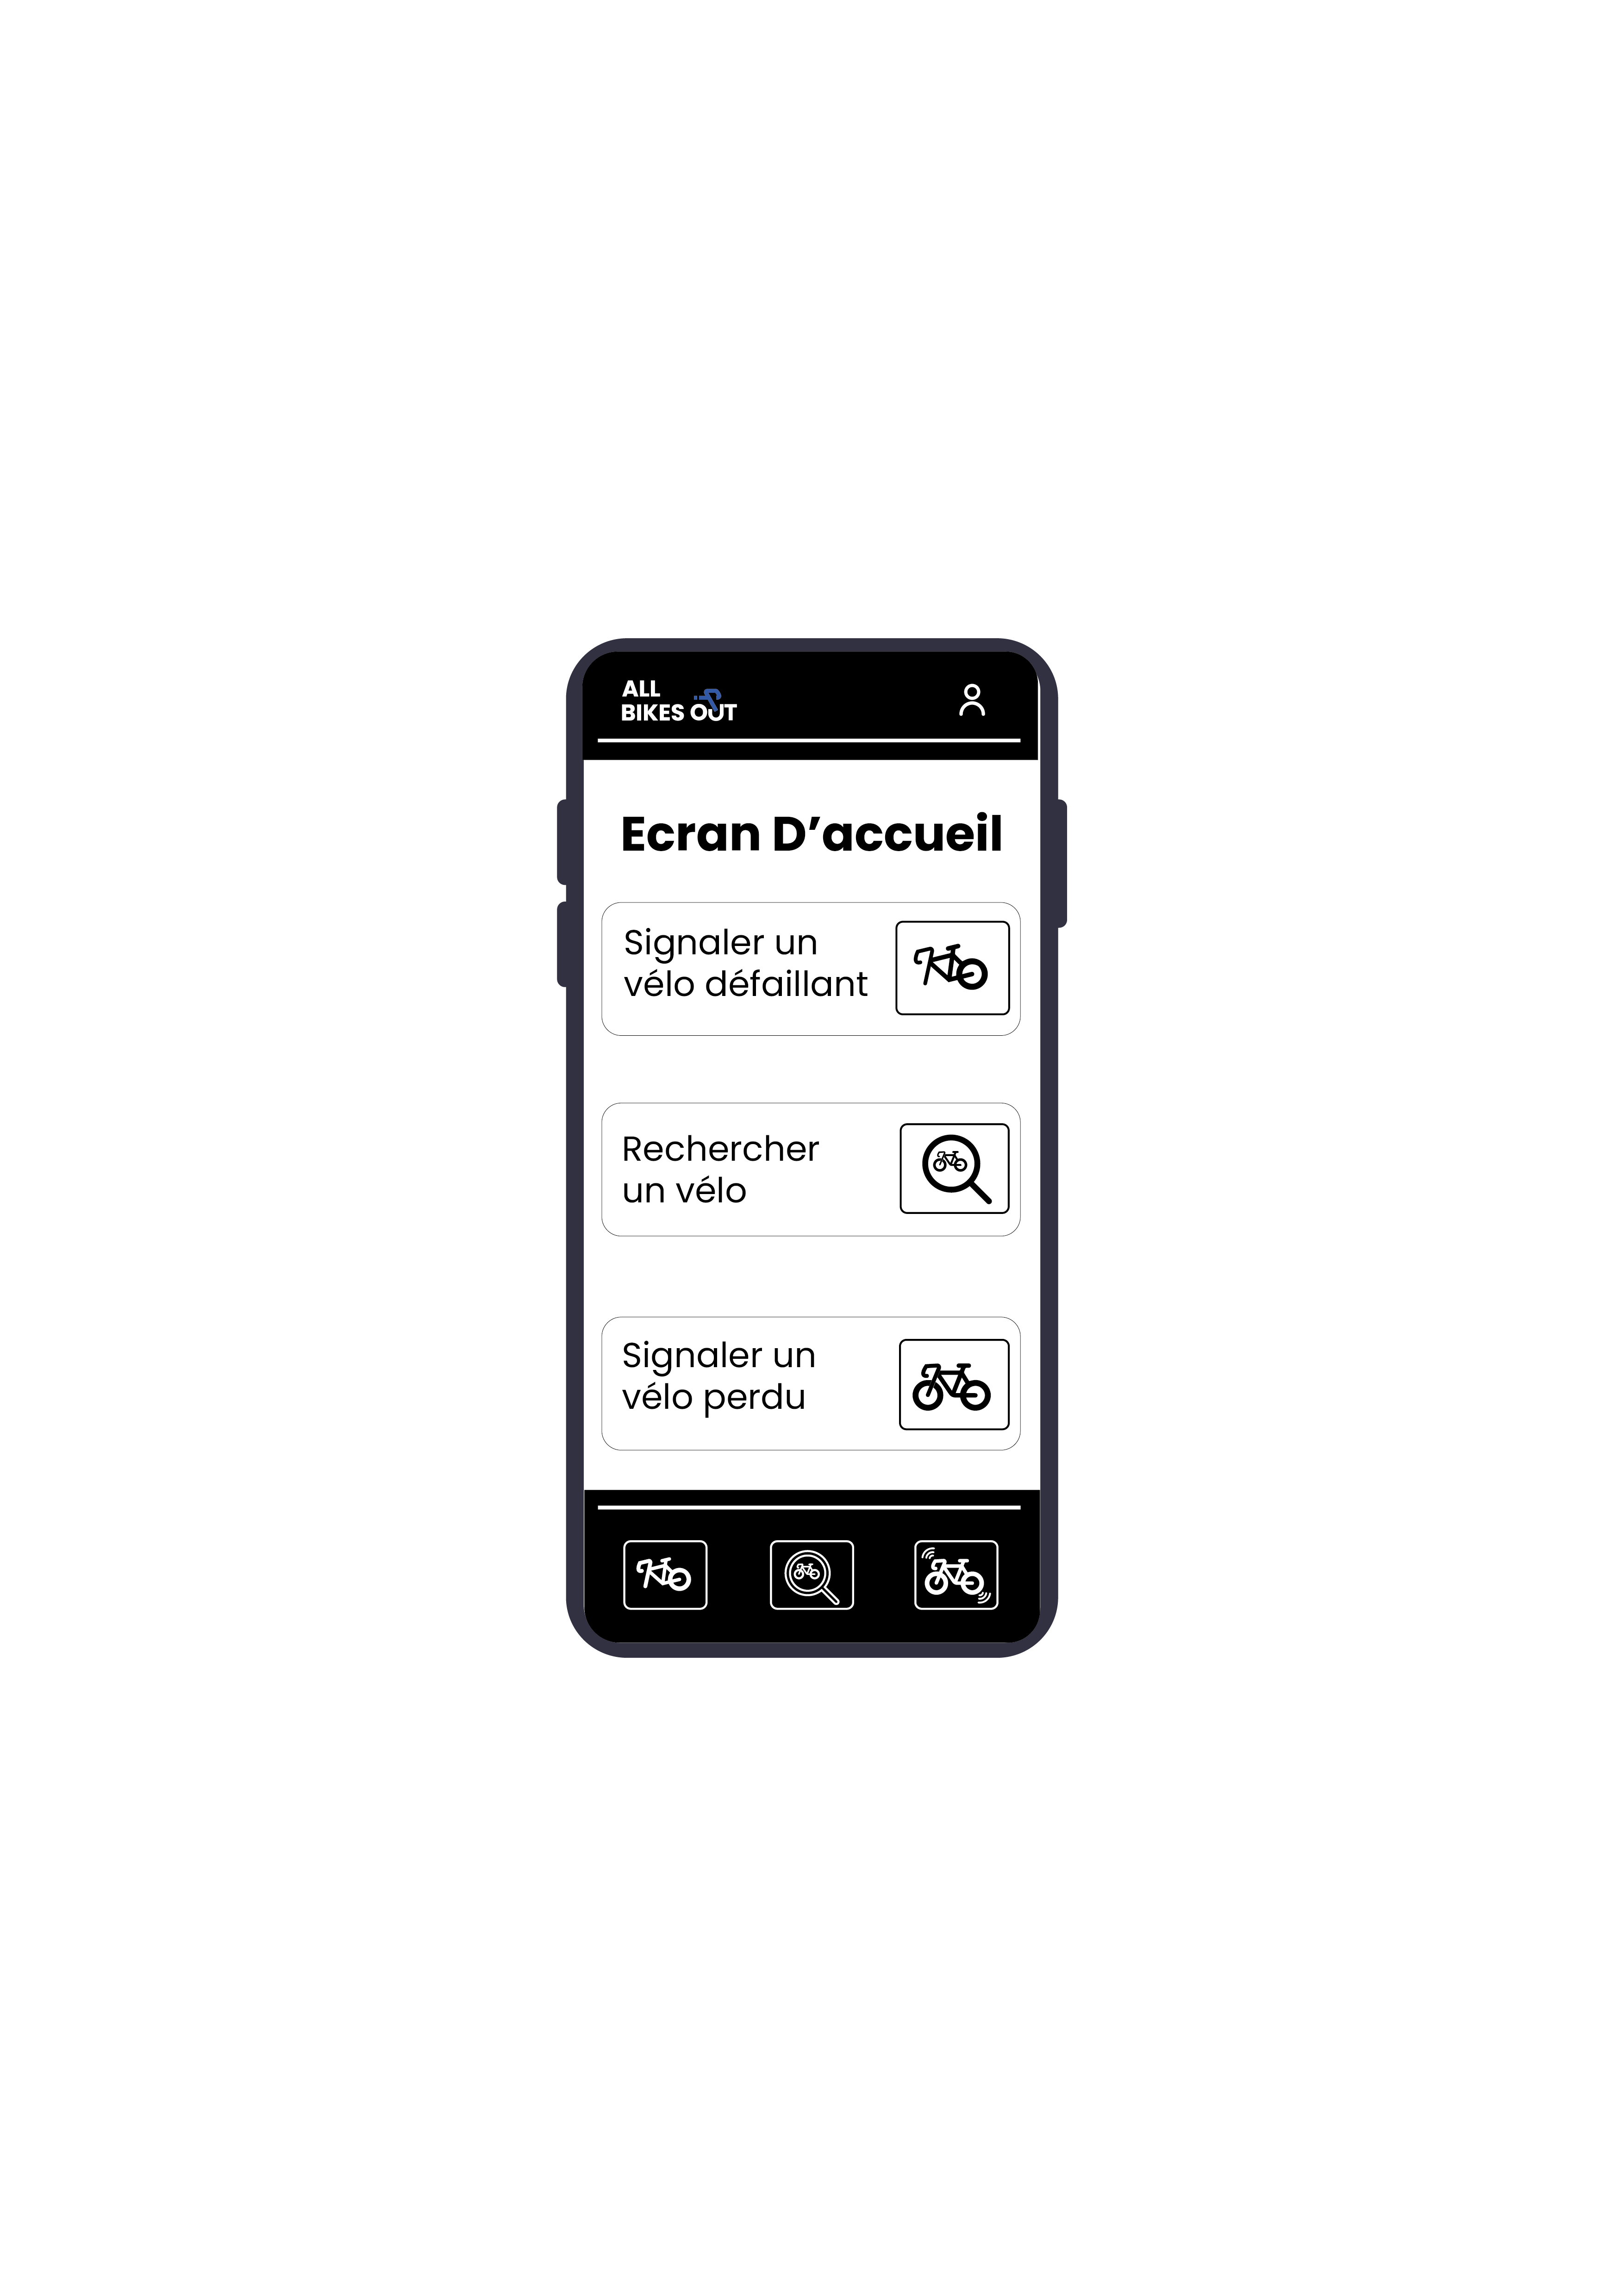 ALL
BIKES OUT
Ecran D’accueil
Signaler un
vélo défaillant
Rechercher
un vélo
Signaler un
vélo perdu